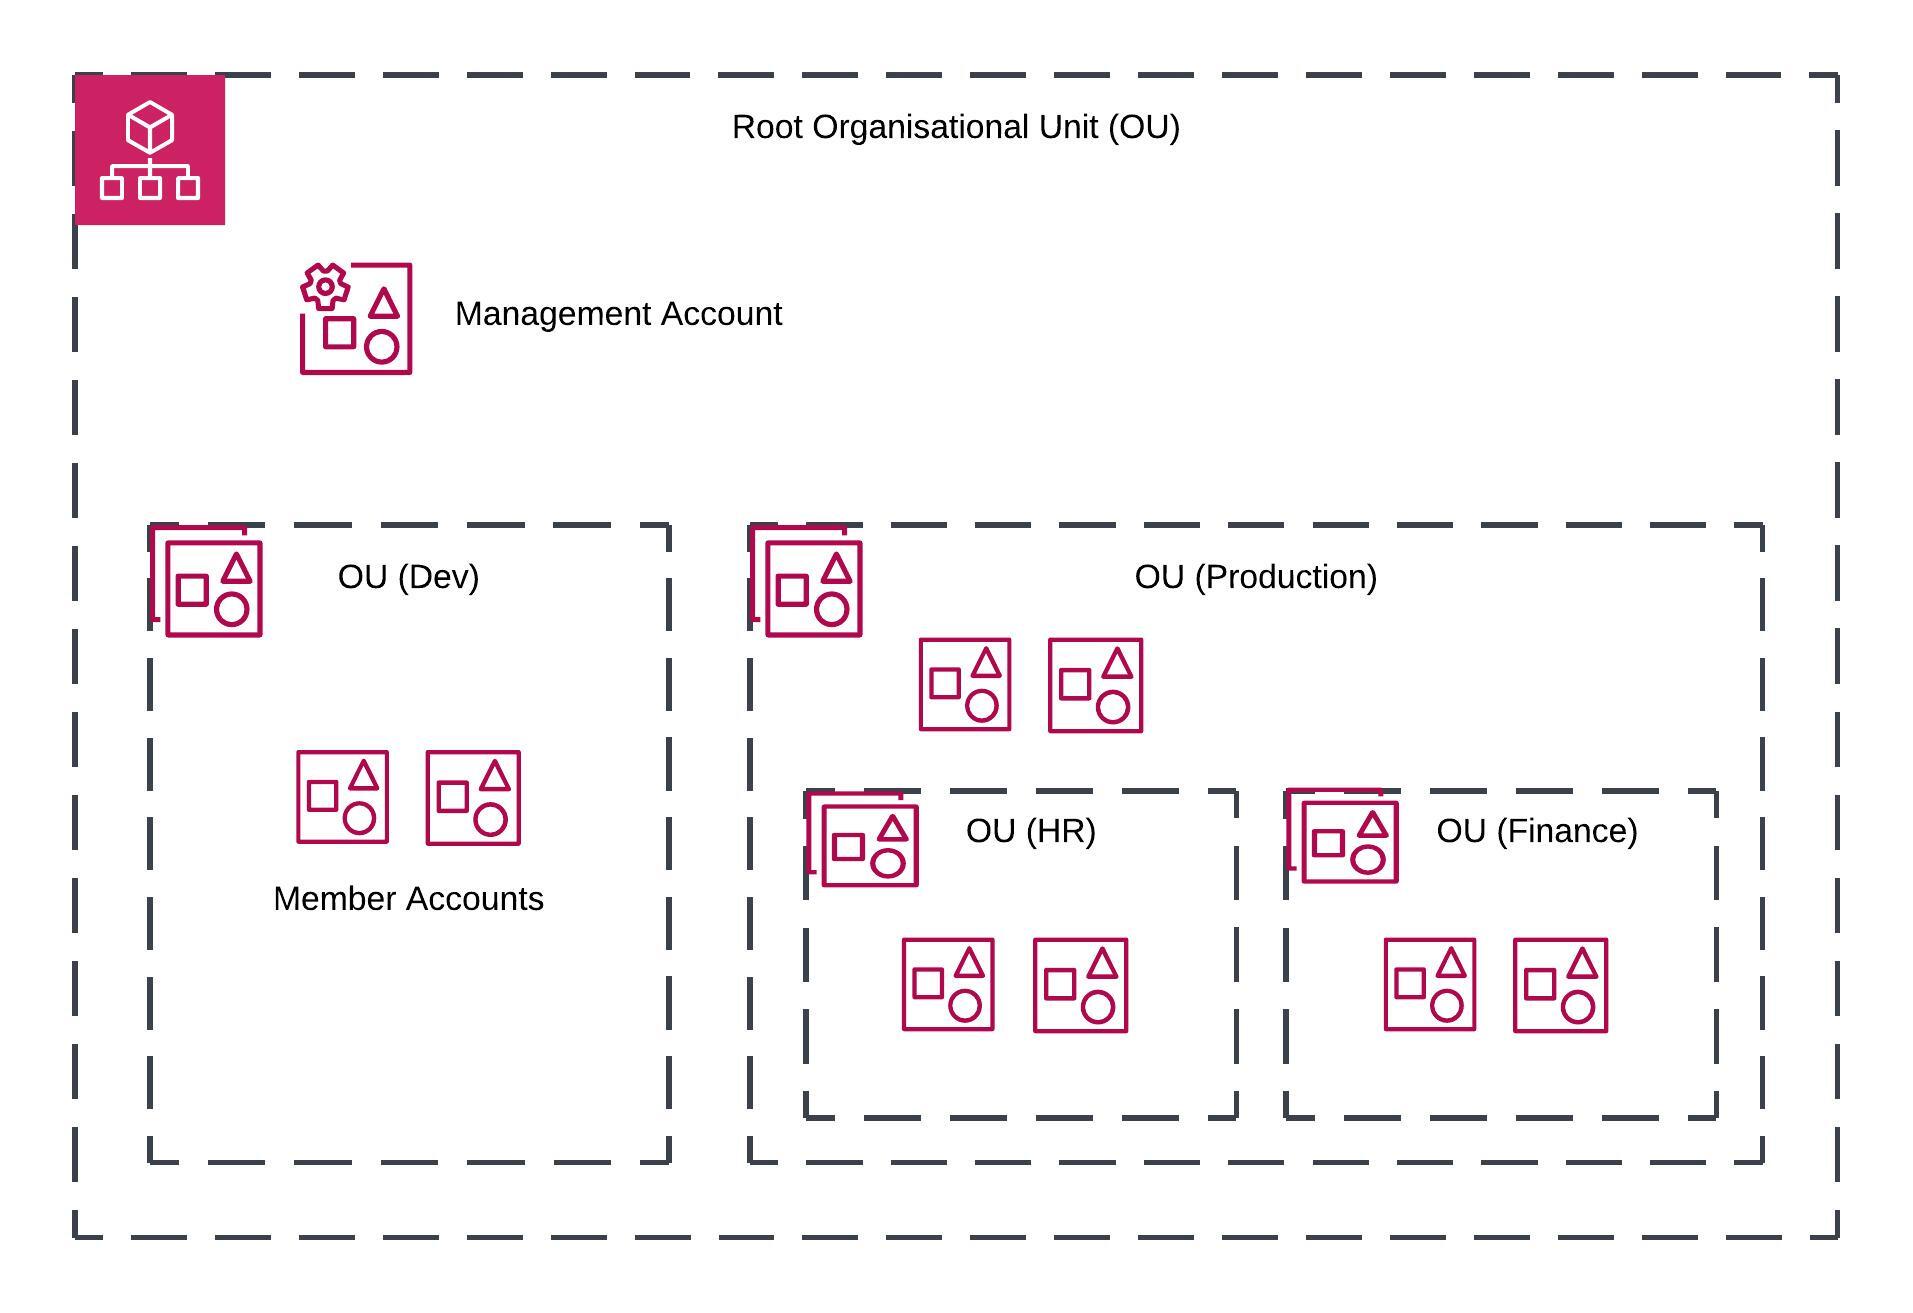 Root Organisational Unit (OU)
Management Account
OU (Dev)
OU (Production)
Member Accounts
OU (HR)
OU (Finance)